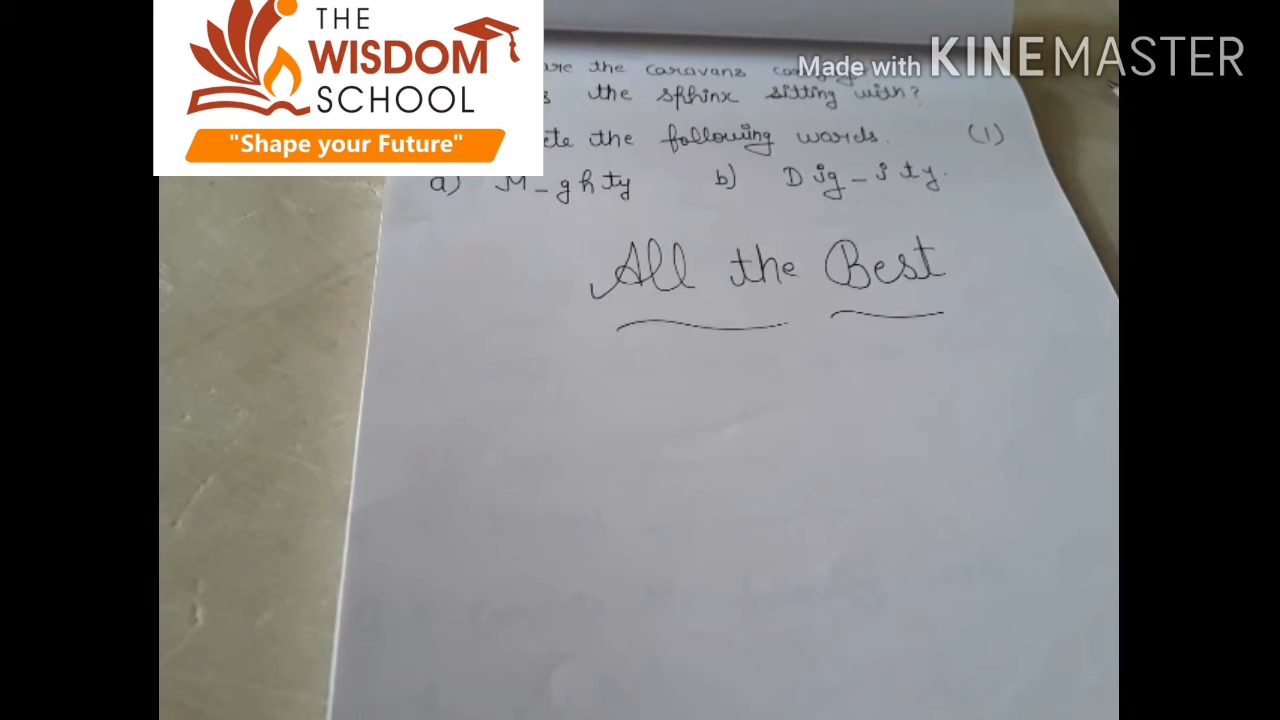 THE
WISDOM
SCHOOL
"Shape your Future"
Made with KINEMASTER
the caravans
the sphinx sitting with?
the following words. (1)
a) M_ghty b) Dig_ity.
All the Best